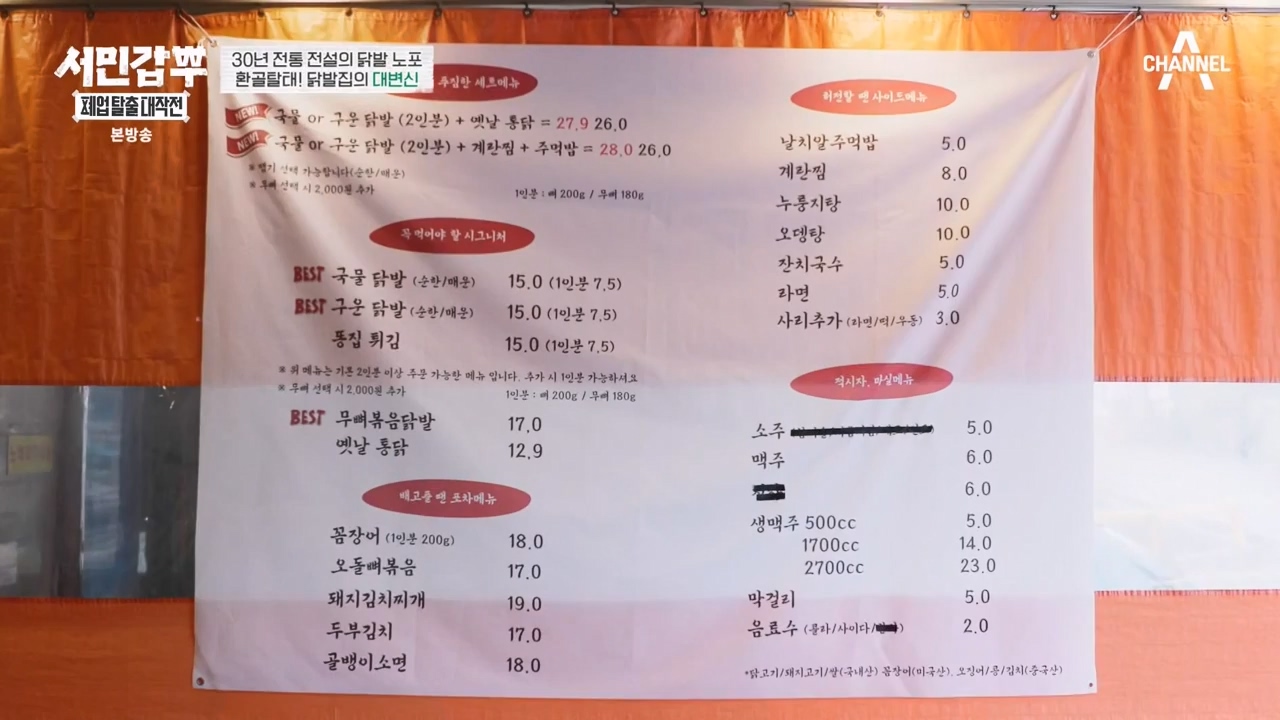 서민갑뿌
폐업 탈출 대작전
본방송
30년 전통 전설의 닭발 노포
환골탈태! 닭발집의 대변신
CHANNEL A
푸짐한 세트메뉴
NEW! 국물 or 구운 닭발 (2인분) + 옛날 통닭 = 27.9 26.0
NEW! 국물 or 구운 닭발 (2인분) + 계란찜 + 주먹밥 = 28.0 26.0
※ 맵기 선택 가능합니다(순한/매운)
※ 무뼈 선택 시 2,000원 추가
1인분 : 뼈 200g / 무뼈 180g
꼭 먹어야 할 시그니처
BEST 국물 닭발 (순한/매운) 15.0 (1인분 7.5)
BEST 구운 닭발 (순한/매운) 15.0 (1인분 7.5)
똥집 튀김 15.0 (1인분 7.5)
※ 위 메뉴는 기본 2인분 이상 주문 가능한 메뉴 입니다. 추가 시 1인분 가능하셔요
※ 무뼈 선택 시 2,000원 추가
1인분 : 뼈 200g / 무뼈 180g
BEST 무뼈볶음닭발 17.0
옛날 통닭 12.9
배고플 땐 포차메뉴
꼼장어 (1인분 200g) 18.0
오돌뼈볶음 17.0
돼지김치찌개 19.0
두부김치 17.0
골뱅이소면 18.0
허전할 땐 사이드메뉴
날치알주먹밥 5.0
계란찜 8.0
누룽지탕 10.0
오뎅탕 10.0
잔치국수 5.0
라면 5.0
사리추가 (라면/떡/우동) 3.0
적시자, 마실메뉴
소주 5.0
맥주 6.0
6.0
생맥주 500cc 5.0
1700cc 14.0
2700cc 23.0
막걸리 5.0
음료수 (콜라/사이다/ ) 2.0
*닭고기/돼지고기/쌀(국내산) 꼼장어(미국산), 오징어/콩/김치(중국산)